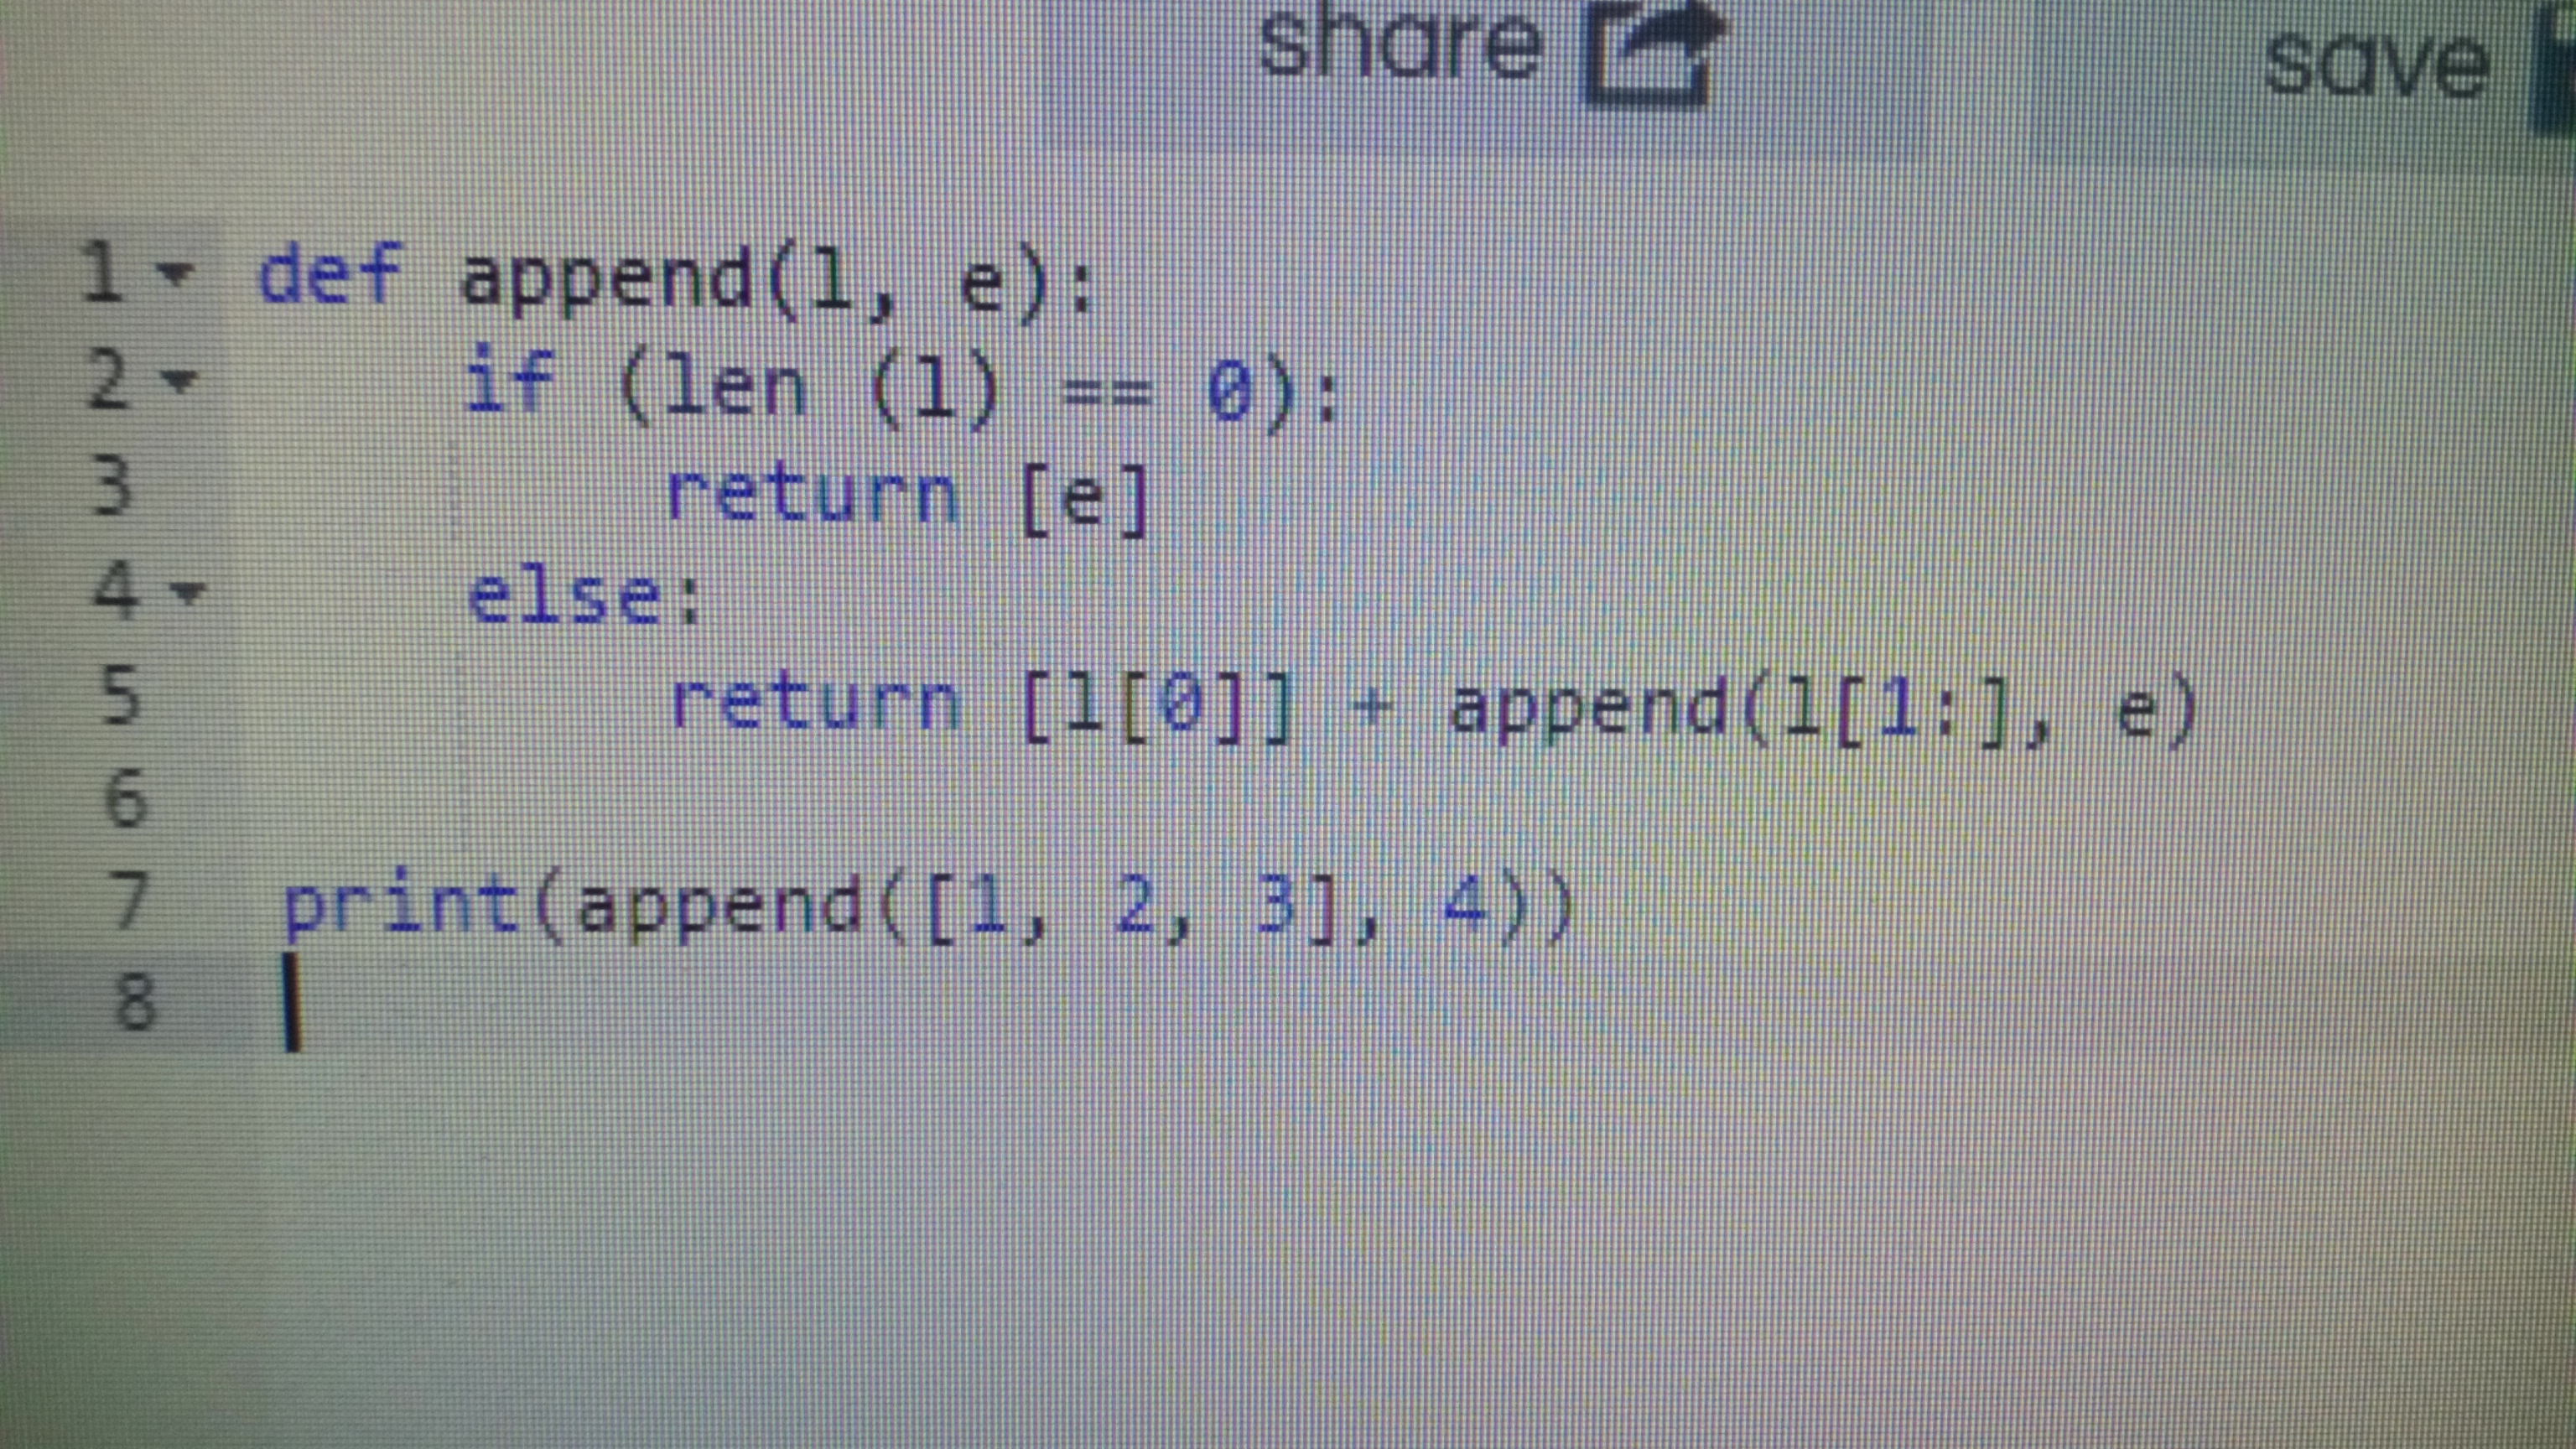 share save
1 def append(l, e):
2     if (len (l) == 0):
3         return [e]
4     else:
5         return [l[0]] + append(l[1:], e)
6
7 print(append([1, 2, 3], 4))
8